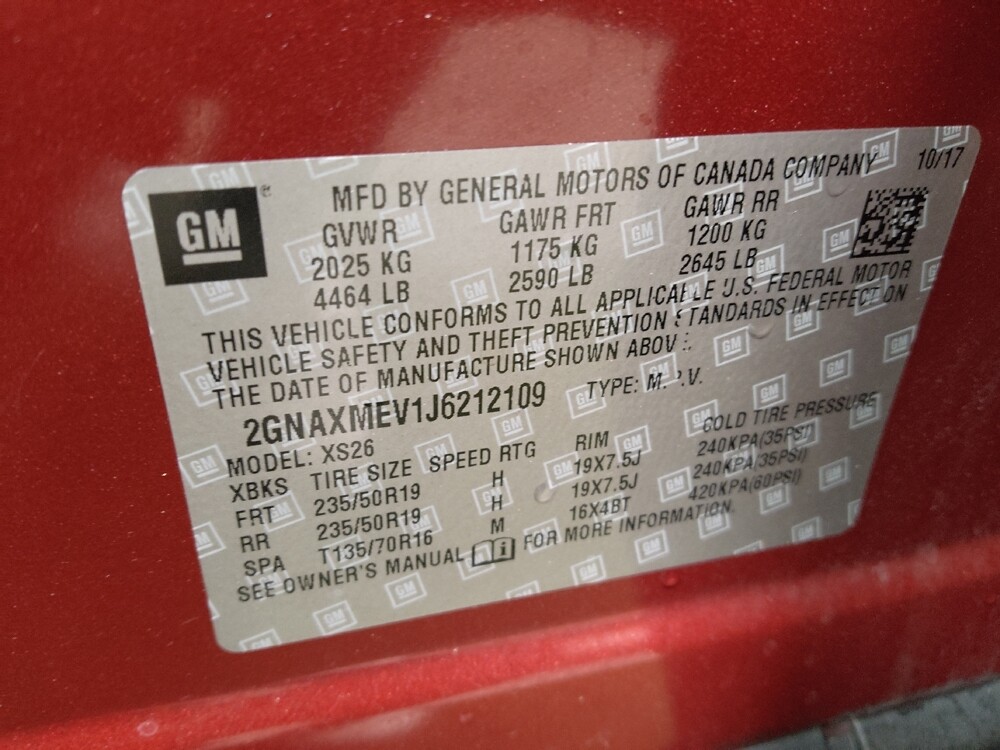 GM®
MFD BY GENERAL MOTORS OF CANADA COMPANY 10/17
GVWR GAWR FRT GAWR RR
2025 KG 1175 KG 1200 KG
4464 LB 2590 LB 2645 LB
THIS VEHICLE CONFORMS TO ALL APPLICABLE U.S. FEDERAL MOTOR
VEHICLE SAFETY AND THEFT PREVENTION STANDARDS IN EFFECT ON
THE DATE OF MANUFACTURE SHOWN ABOVE.
2GNAXMEV1J6212109 TYPE: M.P.V.
MODEL: XS26
XBKS TIRE SIZE SPEED RTG RIM COLD TIRE PRESSURE
FRT 235/50R19 H 19X7.5J 240KPA(35PSI)
RR 235/50R19 H 19X7.5J 240KPA(35PSI)
SPA T135/70R16 M 16X4BT 420KPA(60PSI)
SEE OWNER'S MANUAL FOR MORE INFORMATION.